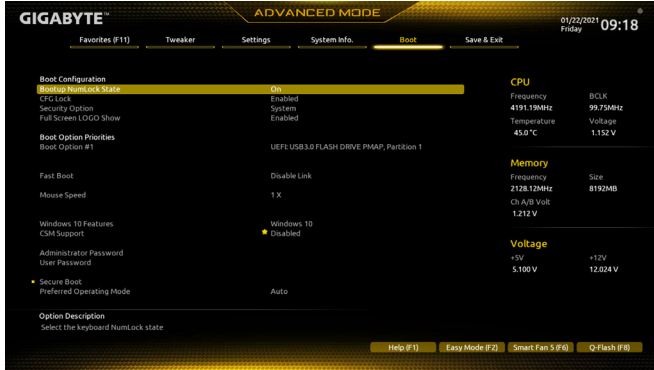 GIGABYTE™
ADVANCED MODE
01/22/2021 Friday 09:18
Favorites (F11) Tweaker Settings System Info. Boot Save & Exit
Boot Configuration
Bootup NumLock State On
CFG Lock Enabled
Security Option System
Full Screen LOGO Show Enabled
Boot Option Priorities
Boot Option #1 UEFI: USB3.0 FLASH DRIVE PMAP, Partition 1
Fast Boot Disable Link
Mouse Speed 1 X
Windows 10 Features Windows 10
CSM Support Disabled
Administrator Password
User Password
Secure Boot
Preferred Operating Mode Auto
Option Description
Select the keyboard NumLock state
CPU
Frequency BCLK
4191.19MHz 99.75MHz
Temperature Voltage
45.0 °C 1.152 V
Memory
Frequency Size
2128.12MHz 8192MB
Ch A/B Volt
1.212 V
Voltage
+5V +12V
5.100 V 12.024 V
Help (F1) Easy Mode (F2) Smart Fan 5 (F6) Q-Flash (F8)